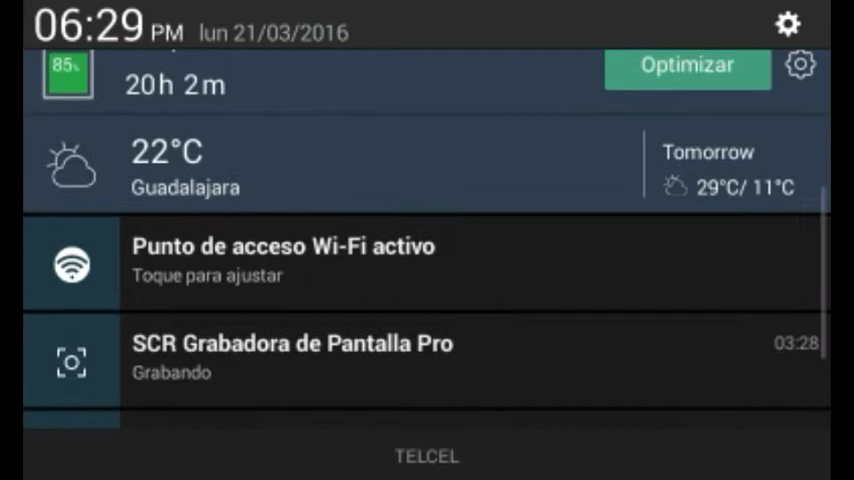 06:29 PM lun 21/03/2016
85%
20h 2m
Optimizar
22°C
Guadalajara
Tomorrow
29°C/ 11°C
Punto de acceso Wi-Fi activo
Toque para ajustar
SCR Grabadora de Pantalla Pro
03:28
Grabando
TELCEL